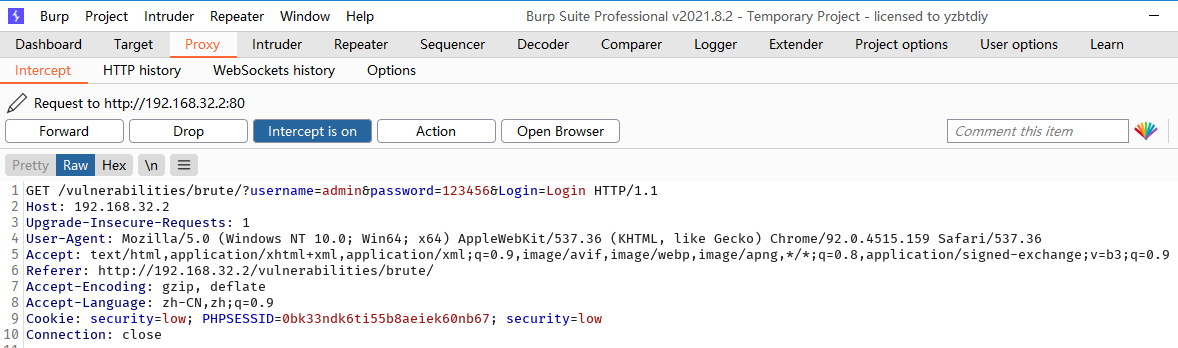 Burp Project Intruder Repeater Window Help Burp Suite Professional v2021.8.2 - Temporary Project - licensed to yzbtdiy
Dashboard Target Proxy Intruder Repeater Sequencer Decoder Comparer Logger Extender Project options User options Learn
Intercept HTTP history WebSockets history Options
Request to http://192.168.32.2:80
Forward Drop Intercept is on Action Open Browser Comment this item
Pretty Raw Hex \n
1 GET /vulnerabilities/brute/?username=admin&password=123456&Login=Login HTTP/1.1
2 Host: 192.168.32.2
3 Upgrade-Insecure-Requests: 1
4 User-Agent: Mozilla/5.0 (Windows NT 10.0; Win64; x64) AppleWebKit/537.36 (KHTML, like Gecko) Chrome/92.0.4515.159 Safari/537.36
5 Accept: text/html,application/xhtml+xml,application/xml;q=0.9,image/avif,image/webp,image/apng,*/*;q=0.8,application/signed-exchange;v=b3;q=0.9
6 Referer: http://192.168.32.2/vulnerabilities/brute/
7 Accept-Encoding: gzip, deflate
8 Accept-Language: zh-CN,zh;q=0.9
9 Cookie: security=low; PHPSESSID=0bk33ndk6ti55b8aeiek60nb67; security=low
10 Connection: close